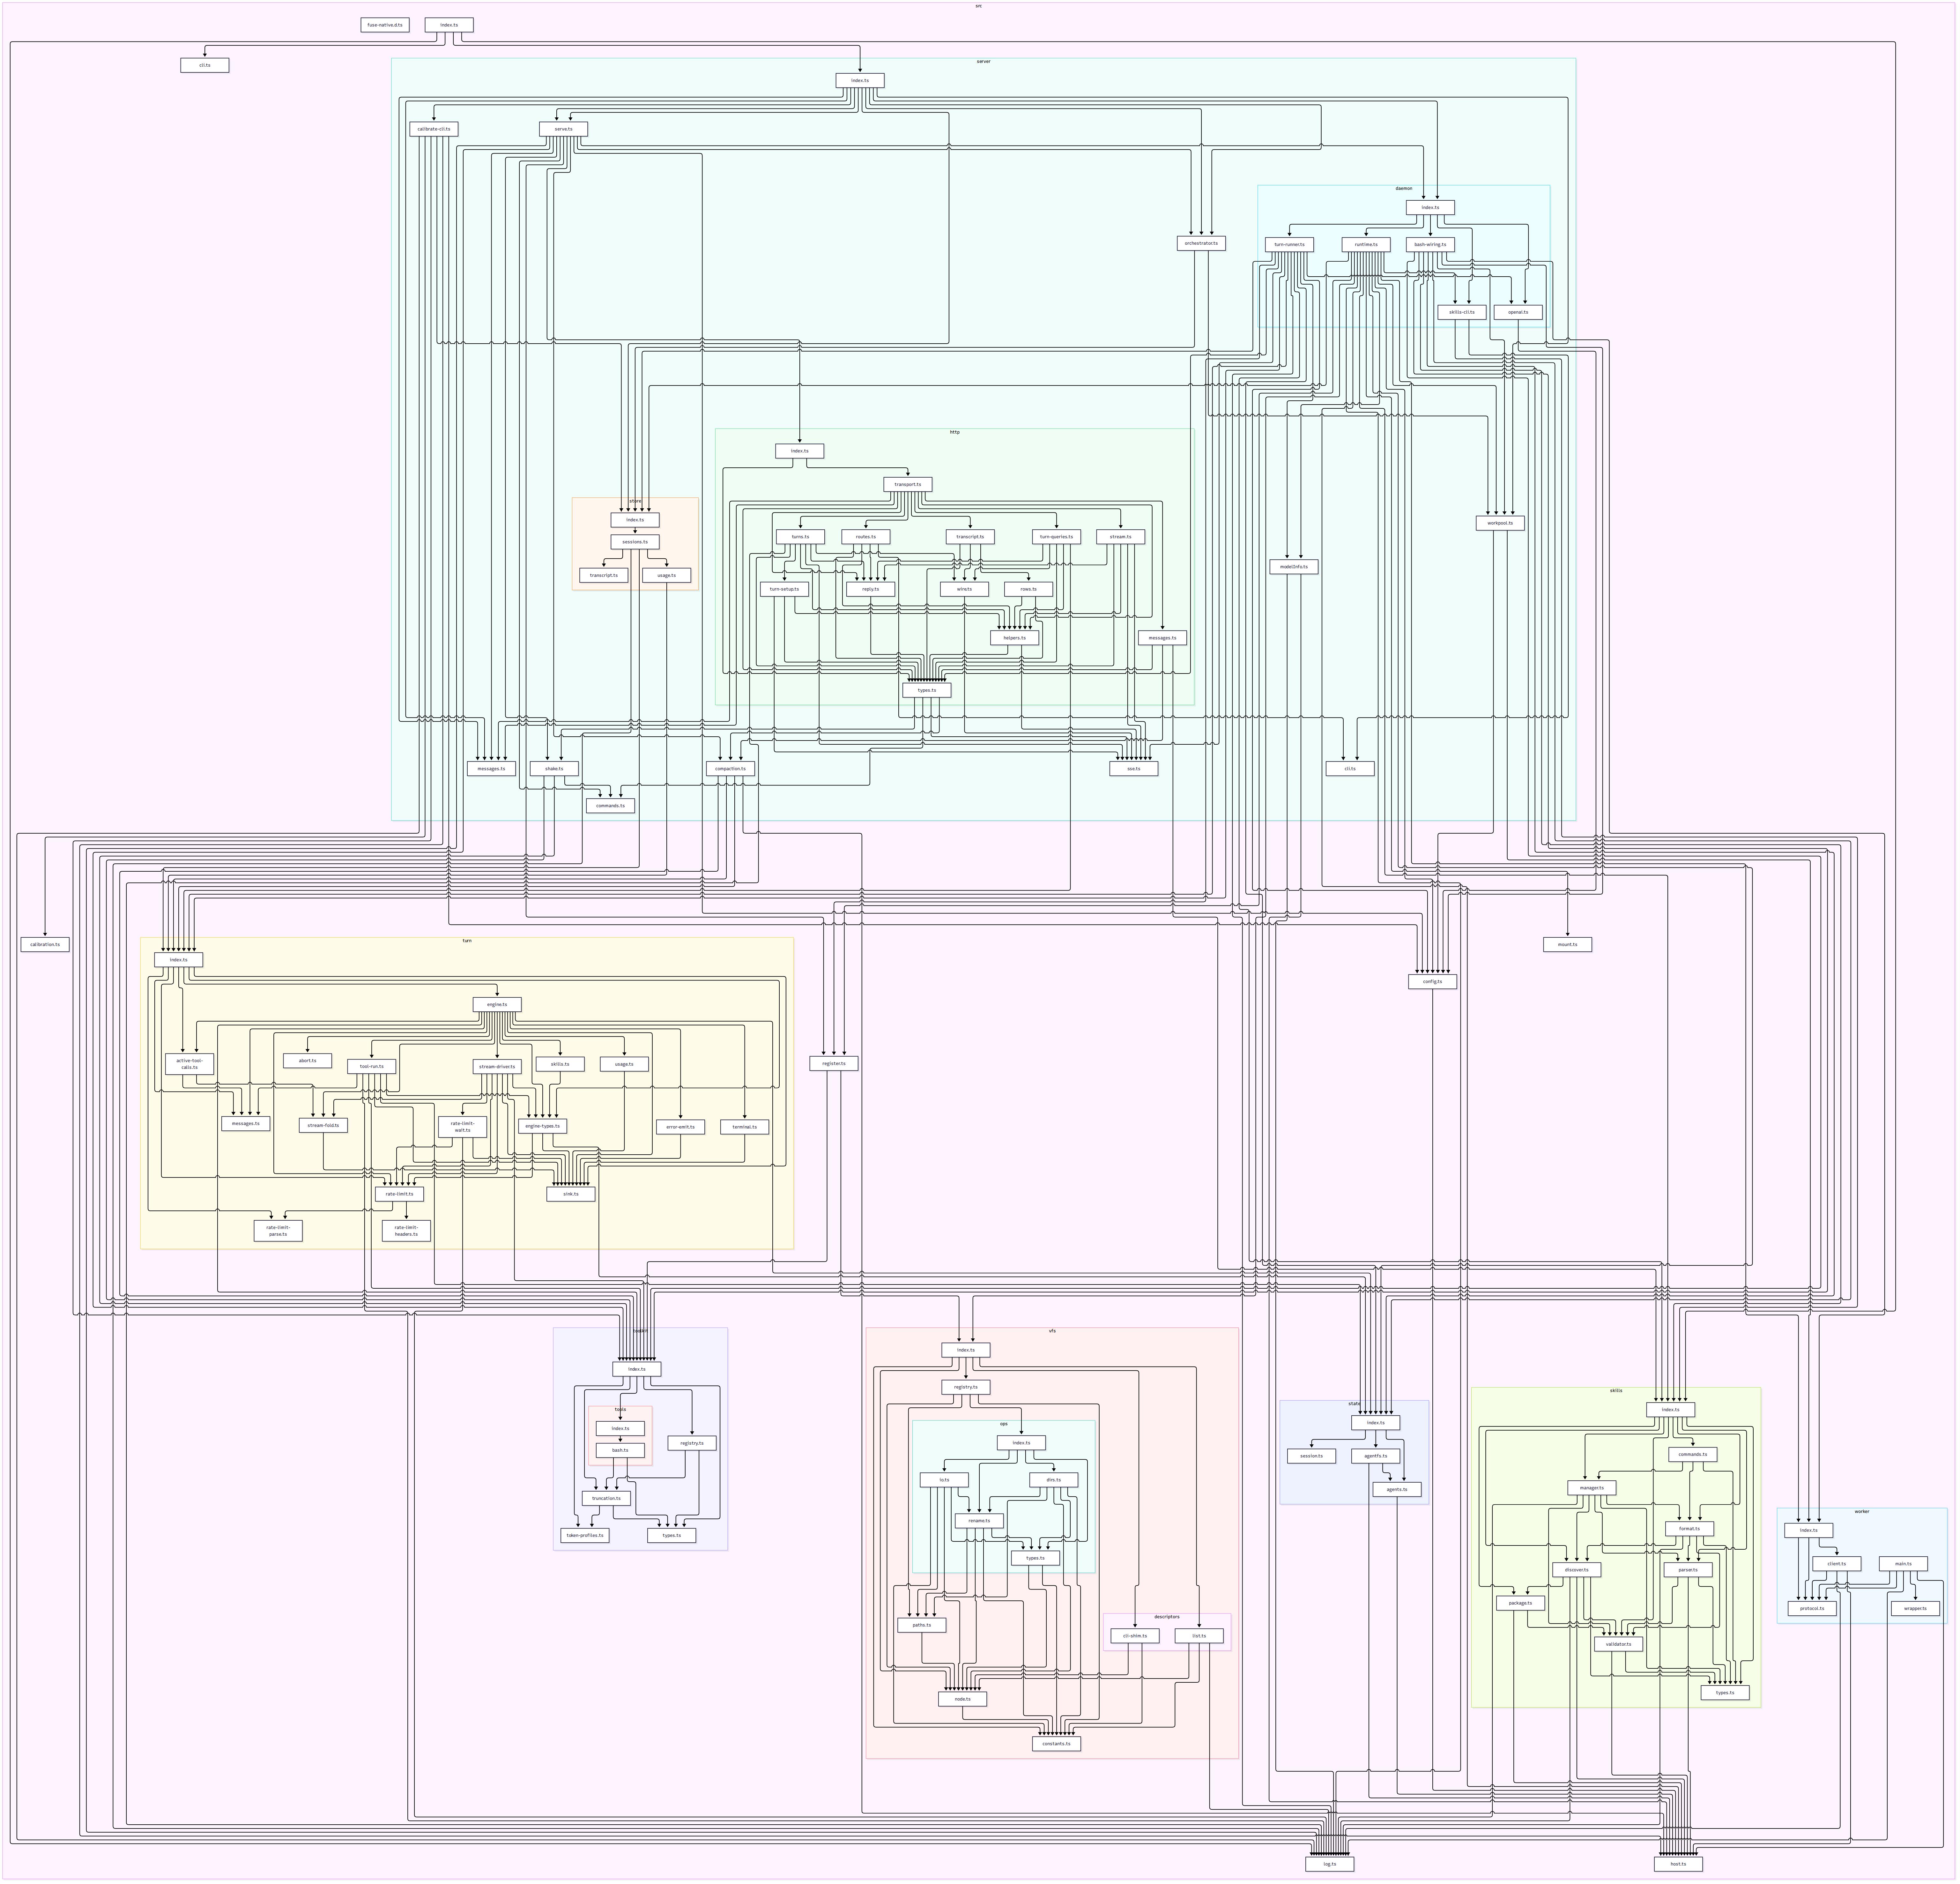 src
fuse-native.d.ts
index.ts
cli.ts
server
index.ts
calibrate-cli.ts
serve.ts
daemon
index.ts
orchestrator.ts
turn-runner.ts
runtime.ts
bash-wiring.ts
skills-cli.ts
openai.ts
http
index.ts
transport.ts
store
index.ts
workpool.ts
turns.ts
routes.ts
transcript.ts
turn-queries.ts
stream.ts
sessions.ts
modelInfo.ts
transcript.ts
usage.ts
turn-setup.ts
reply.ts
wire.ts
rows.ts
helpers.ts
messages.ts
types.ts
messages.ts
shake.ts
compaction.ts
cli.ts
commands.ts
calibration.ts
turn
mount.ts
index.ts
config.ts
engine.ts
active-tool-
calls.ts
abort.ts
tool-run.ts
stream-driver.ts
skills.ts
usage.ts
register.ts
messages.ts
stream-fold.ts
rate-limit-
wait.ts
engine-types.ts
error-emit.ts
terminal.ts
rate-limit.ts
sink.ts
rate-limit-
parse.ts
rate-limit-
headers.ts
toolkit
vfs
index.ts
index.ts
registry.ts
skills
state
tools
index.ts
ops
index.ts
index.ts
registry.ts
index.ts
bash.ts
session.ts
agentfs.ts
commands.ts
io.ts
dirs.ts
manager.ts
agents.ts
truncation.ts
worker
rename.ts
format.ts
index.ts
token-profiles.ts
types.ts
types.ts
client.ts
main.ts
discover.ts
parser.ts
package.ts
protocol.ts
wrapper.ts
descriptors
paths.ts
cli-shim.ts
list.ts
validator.ts
node.ts
types.ts
constants.ts
log.ts
host.ts